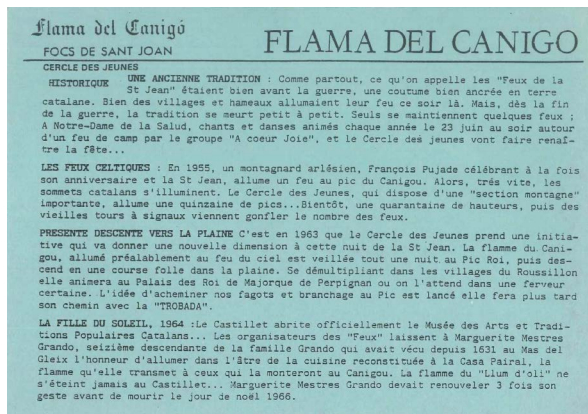 Flama del Canigó
FOCS DE SANT JOAN
FLAMA DEL CANIGO
CERCLE DES JEUNES
HISTORIQUE UNE ANCIENNE TRADITION : Comme partout, ce qu'on appelle les "Feux de la
St Jean" étaient bien avant la guerre, une coutume bien ancrée en terre
catalane. Bien des villages et hameaux allumaient leur feu ce soir là. Mais, dès la fin
de la guerre, la tradition se meurt petit à petit. Seuls se maintiennent quelques feux ;
A Notre-Dame de la Salud, chants et danses animés chaque année le 23 juin au soir autour
d'un feu de camp par le groupe "A coeur Joie", et le Cercle des jeunes vont faire renaî-
tre la fête...
LES FEUX CELTIQUES : En 1955, un montagnard arlésien, François Pujade célébrant à la fois
son anniversaire et la St Jean, allume un feu au pic du Canigou. Alors, trés vite, les
sommets catalans s'illuminent. Le Cercle des Jeunes, qui dispose d'une "section montagne"
importante, allume une quinzaine de pics...Bientôt, une quarantaine de hauteurs, puis des
vieilles tours à signaux viennent gonfler le nombre des feux.
PRESENTE DESCENTE VERS LA PLAINE C'est en 1963 que le Cercle des Jeunes prend une initia-
tive qui va donner une nouvelle dimension à cette nuit de la St Jean. La flamme du Cani-
gou, allumé préalablement au feu du ciel est veillée tout une nuit au Pic Roi, puis des-
cend en une course folle dans la plaine. Se démultipliant dans les villages du Roussillon
elle animera au Palais des Roi de Majorque de Perpignan ou on l'attend dans une ferveur
certaine. L'idée d'acheminer nos fagots et branchage au Pic est lancé elle fera plus tard
son chemin avec la "TROBADA".
LA FILLE DU SOLEIL, 1964 :Le Castillet abrite officiellement le Musée des Arts et Tradi-
tions Populaires Catalans... Les organisateurs des "Feux" laissent à Marguerite Mestres
Grando, seizième descendante de la famille Grando qui avait vécu depuis 1631 au Mas del
Gleix l'honneur d'allumer dans l'âtre de la cuisine reconstituée à la Casa Pairal, la
flamme qu'elle transmet à ceux qui la monteront au Canigou. La flamme du "Llum d'oli" ne
s'éteint jamais au Castillet... Marguerite Mestres Grando devait renouveler 3 fois son
geste avant de mourir le jour de noël 1966.